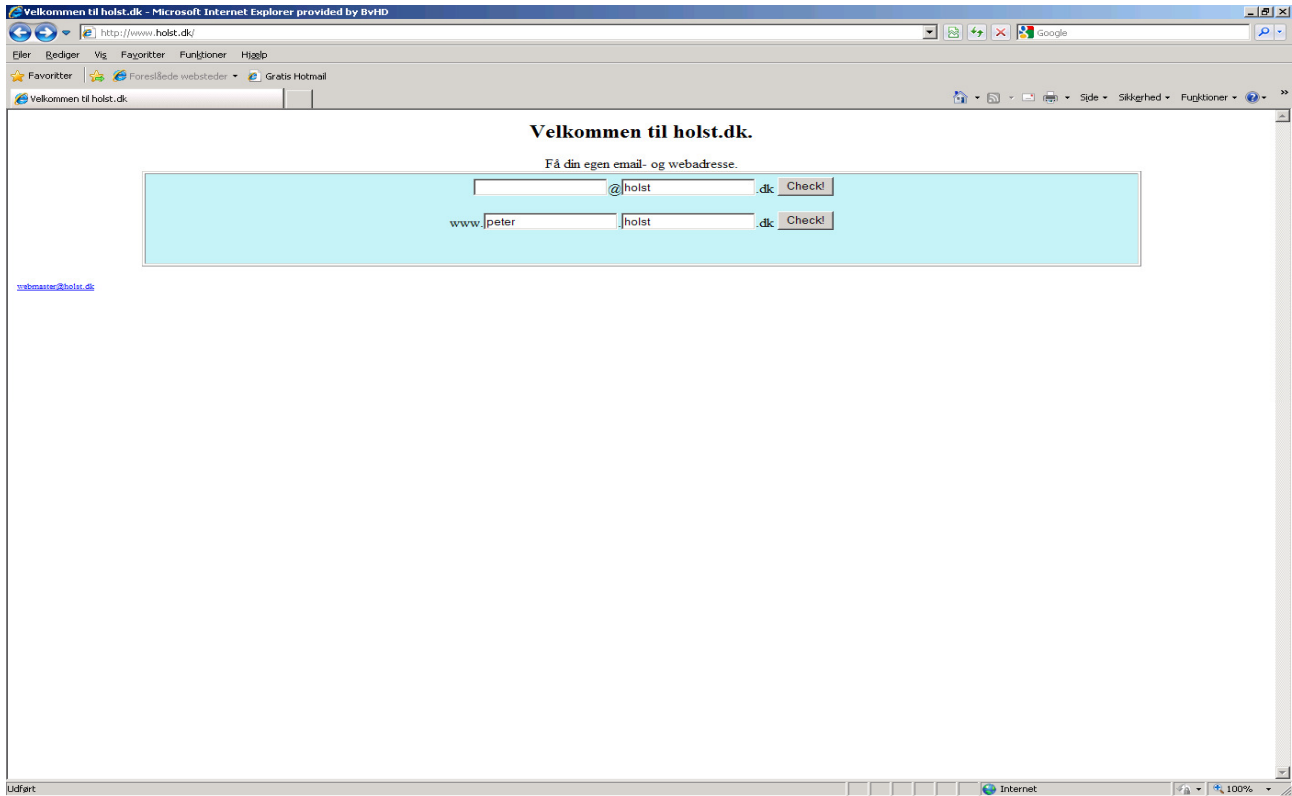 Velkommen til holst.dk - Microsoft Internet Explorer provided by BvHD
http://www.holst.dk/
Google
Filer Rediger Vis Favoritter Funktioner Hjælp
Favoritter Foreslåede websteder Gratis Hotmail
Velkommen til holst.dk.
Side Sikkerhed Funktioner »
Velkommen til holst.dk.
Få din egen email- og webadresse.
@holst.dk Check!
www.peter.holst.dk Check!
webmaster@holst.dk
Udført Internet 100%